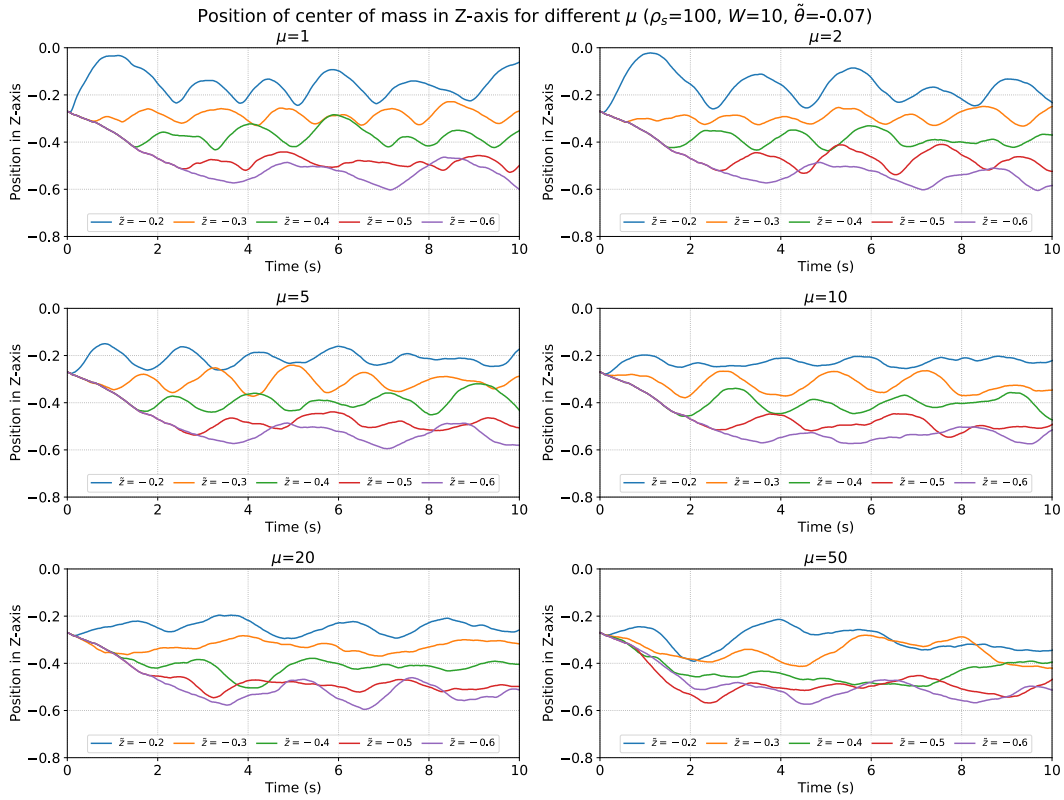 Position of center of mass in Z-axis for different μ (ρ_s=100, W=10, θ̃=-0.07)
μ=1
μ=2
Position in Z-axis
0.0
−0.2
−0.4
−0.6
−0.8
z̃ = −0.2 z̃ = −0.3 z̃ = −0.4 z̃ = −0.5 z̃ = −0.6
0 2 4 6 8 10
Time (s)
Position in Z-axis
0.0
−0.2
−0.4
−0.6
−0.8
z̃ = −0.2 z̃ = −0.3 z̃ = −0.4 z̃ = −0.5 z̃ = −0.6
0 2 4 6 8 10
Time (s)
μ=5
μ=10
Position in Z-axis
0.0
−0.2
−0.4
−0.6
−0.8
z̃ = −0.2 z̃ = −0.3 z̃ = −0.4 z̃ = −0.5 z̃ = −0.6
0 2 4 6 8 10
Time (s)
Position in Z-axis
0.0
−0.2
−0.4
−0.6
−0.8
z̃ = −0.2 z̃ = −0.3 z̃ = −0.4 z̃ = −0.5 z̃ = −0.6
0 2 4 6 8 10
Time (s)
μ=20
μ=50
Position in Z-axis
0.0
−0.2
−0.4
−0.6
−0.8
z̃ = −0.2 z̃ = −0.3 z̃ = −0.4 z̃ = −0.5 z̃ = −0.6
0 2 4 6 8 10
Time (s)
Position in Z-axis
0.0
−0.2
−0.4
−0.6
−0.8
z̃ = −0.2 z̃ = −0.3 z̃ = −0.4 z̃ = −0.5 z̃ = −0.6
0 2 4 6 8 10
Time (s)